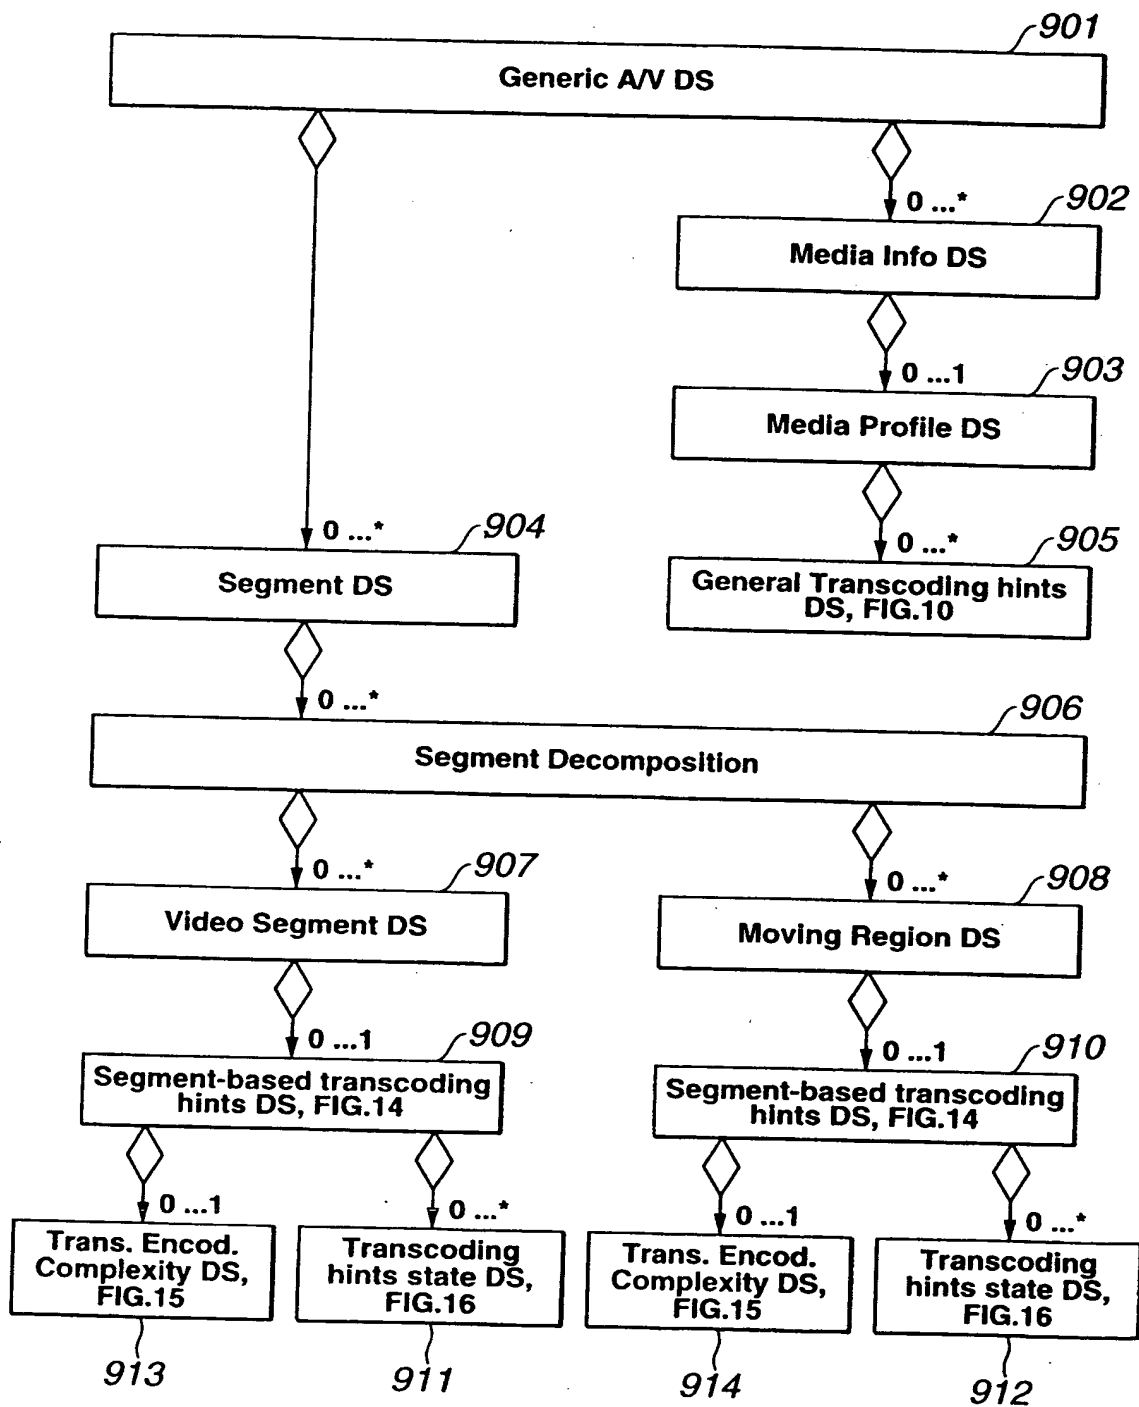 901
Generic A/V DS
0 ...*
902
Media Info DS
0 ...1
903
Media Profile DS
0 ...*
904
0 ...*
905
Segment DS
General Transcoding hints
DS, FIG.10
0 ...*
906
Segment Decomposition
0 ...*
907
0 ...*
908
Video Segment DS
Moving Region DS
0 ...1
909
0 ...1
910
Segment-based transcoding
hints DS, FIG.14
Segment-based transcoding
hints DS, FIG.14
0 ...1
0 ...*
0 ...1
0 ...*
Trans. Encod.
Complexity DS,
FIG.15
Transcoding
hints state DS,
FIG.16
Trans. Encod.
Complexity DS,
FIG.15
Transcoding
hints state DS,
FIG.16
913
911
914
912